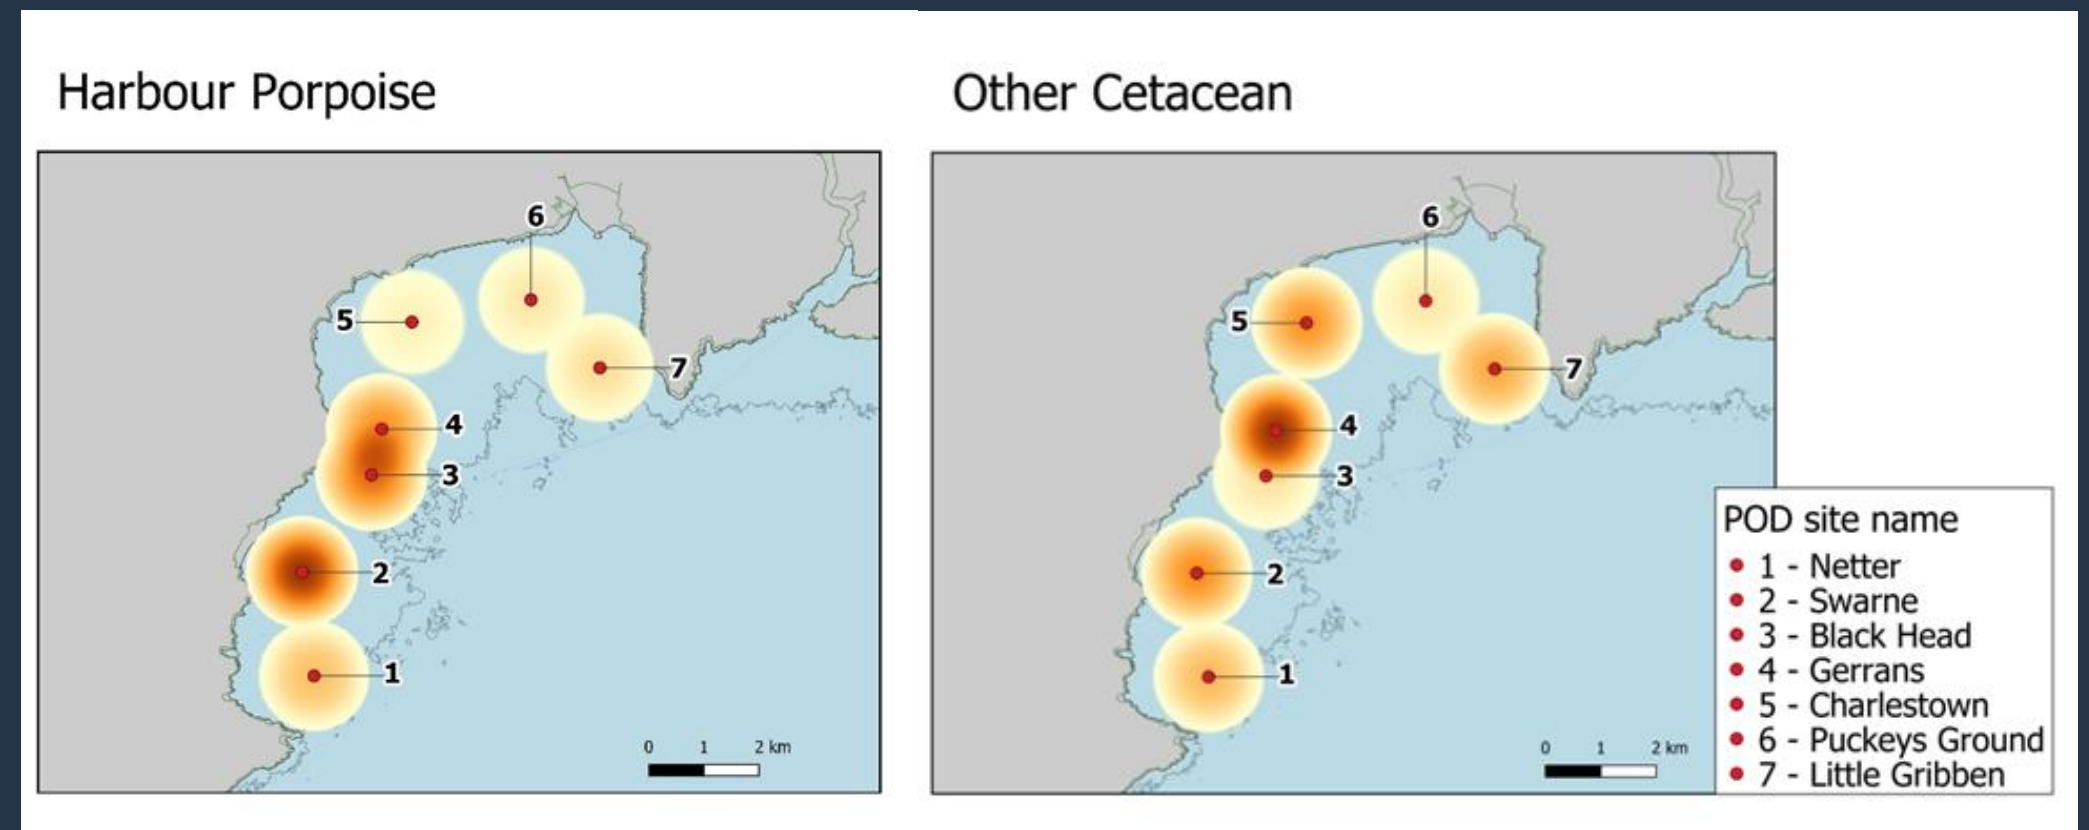 Harbour Porpoise
6
5
7
4
3
2
1
0 1 2 km
Other Cetacean
6
5
7
4
3
2
1
0 1 2 km
POD site name
1 - Netter
2 - Swarne
3 - Black Head
4 - Gerrans
5 - Charlestown
6 - Puckeys Ground
7 - Little Gribben